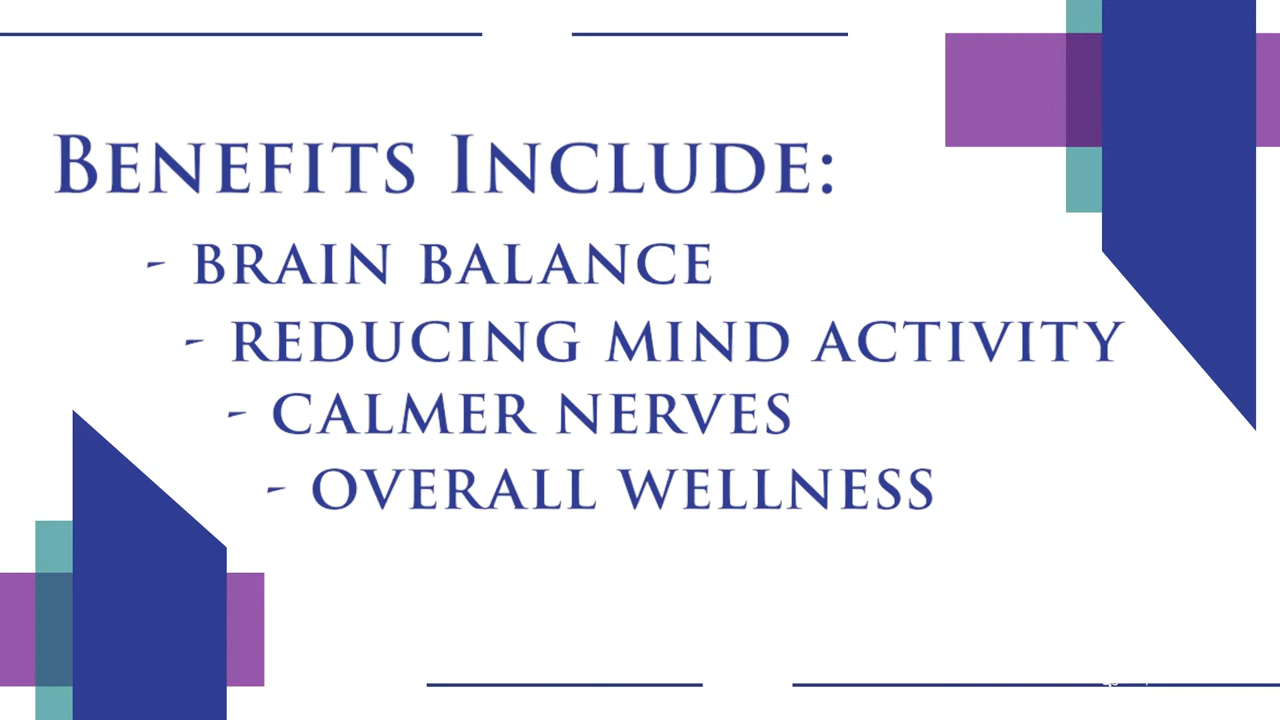 Benefits Include:
- BRAIN BALANCE
- REDUCING MIND ACTIVITY
- CALMER NERVES
- OVERALL WELLNESS